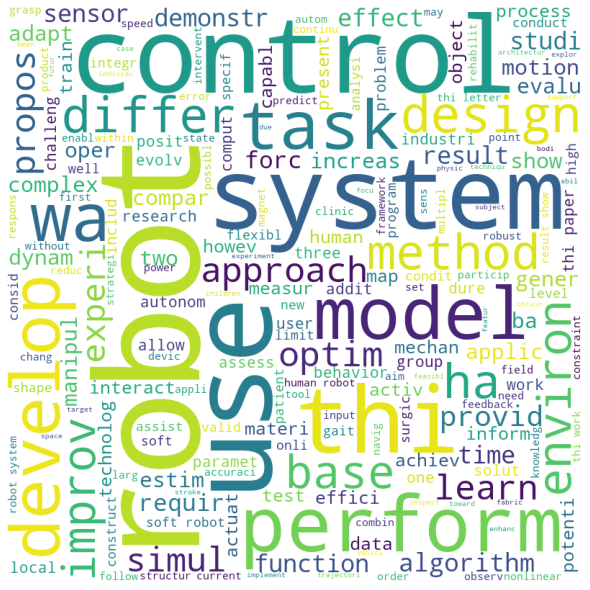 grasp
speed
autom
may
sensor
demonstr
control
effect
process
intervent
case
continu
conduct
adapt
integr
specif
present
analysi
object
rehabilit
studi
product
futur
individu
train
error
capabl
predict
problem
explor
motion
evalu
propos
challeng
enabl
within
posit
state
due
differ
task
design
thi letter
support
point
bodi
oper
well
evolv
possibl
comput
forc
increas
industri
result
show
high
physic
techniqu
abil
complex
respons
first
without
strategi
includ
compar
research
flexibl
focu
clinic
sens
framework
program
multipl
magnet
subject
robust
result show
thi paper
wa
robot
use
system
method
dynam
reduc
experi
two
power
experiment
howev
human
three
approach
map
condit
particip
dure
gener
level
consid
autonom
children
measur
addit
set
obtain
constraint
develop
chang
manipul
allow
devic
user
limit
new
model
mechan
ba
applic
field
environ
shape
interact
appli
assess
behavior
group
optim
work
need
feasibl
featur
target
technolog
human robot
tool
patient
activ
input
aim
feedback
ha
provid
thi work
space
assist
soft
valid
materi
gait
navig
surgic
inform
knowledg
robot system
improv
larg
paramet
accuraci
onli
thi
achiev
time
solut
construct
stroke
estim
base
learn
one
inspect
toward
fabric
requir
actuat
test
effici
perform
combin
enhanc
potenti
local
soft robot
simul
function
data
algorithm
vehicl
follow
structur
current
implement
trajectori
order
observ
nonlinear